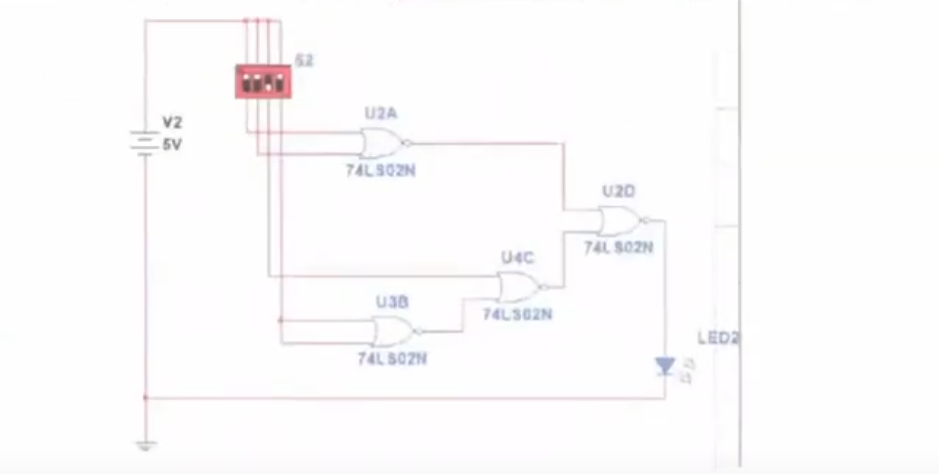 S2
V2
5V
U2A
74LS02N
U2D
74LS02N
U4C
74LS02N
U3B
74LS02N
LED2